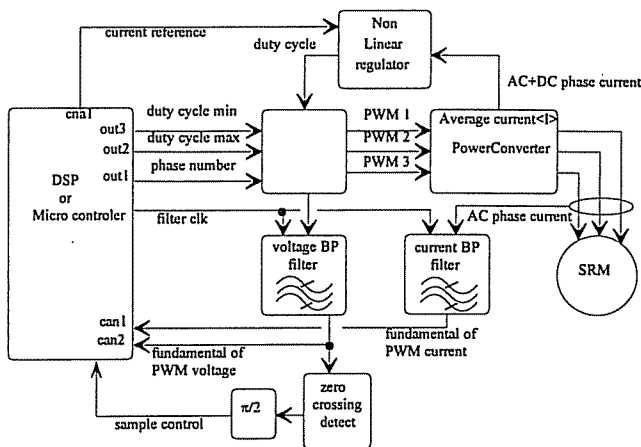 current reference
Non
Linear
regulator
duty cycle
AC+DC phase current
cna1
out3
out2
out1
duty cycle min
duty cycle max
phase number
PWM 1
PWM 2
PWM 3
Average current<I>
PowerConverter
DSP
or
Micro controler
filter clk
AC phase current
voltage BP
filter
current BP
filter
SRM
can1
can2
fundamental of
PWM voltage
fundamental of
PWM current
zero
crossing
detect
π/2
sample control